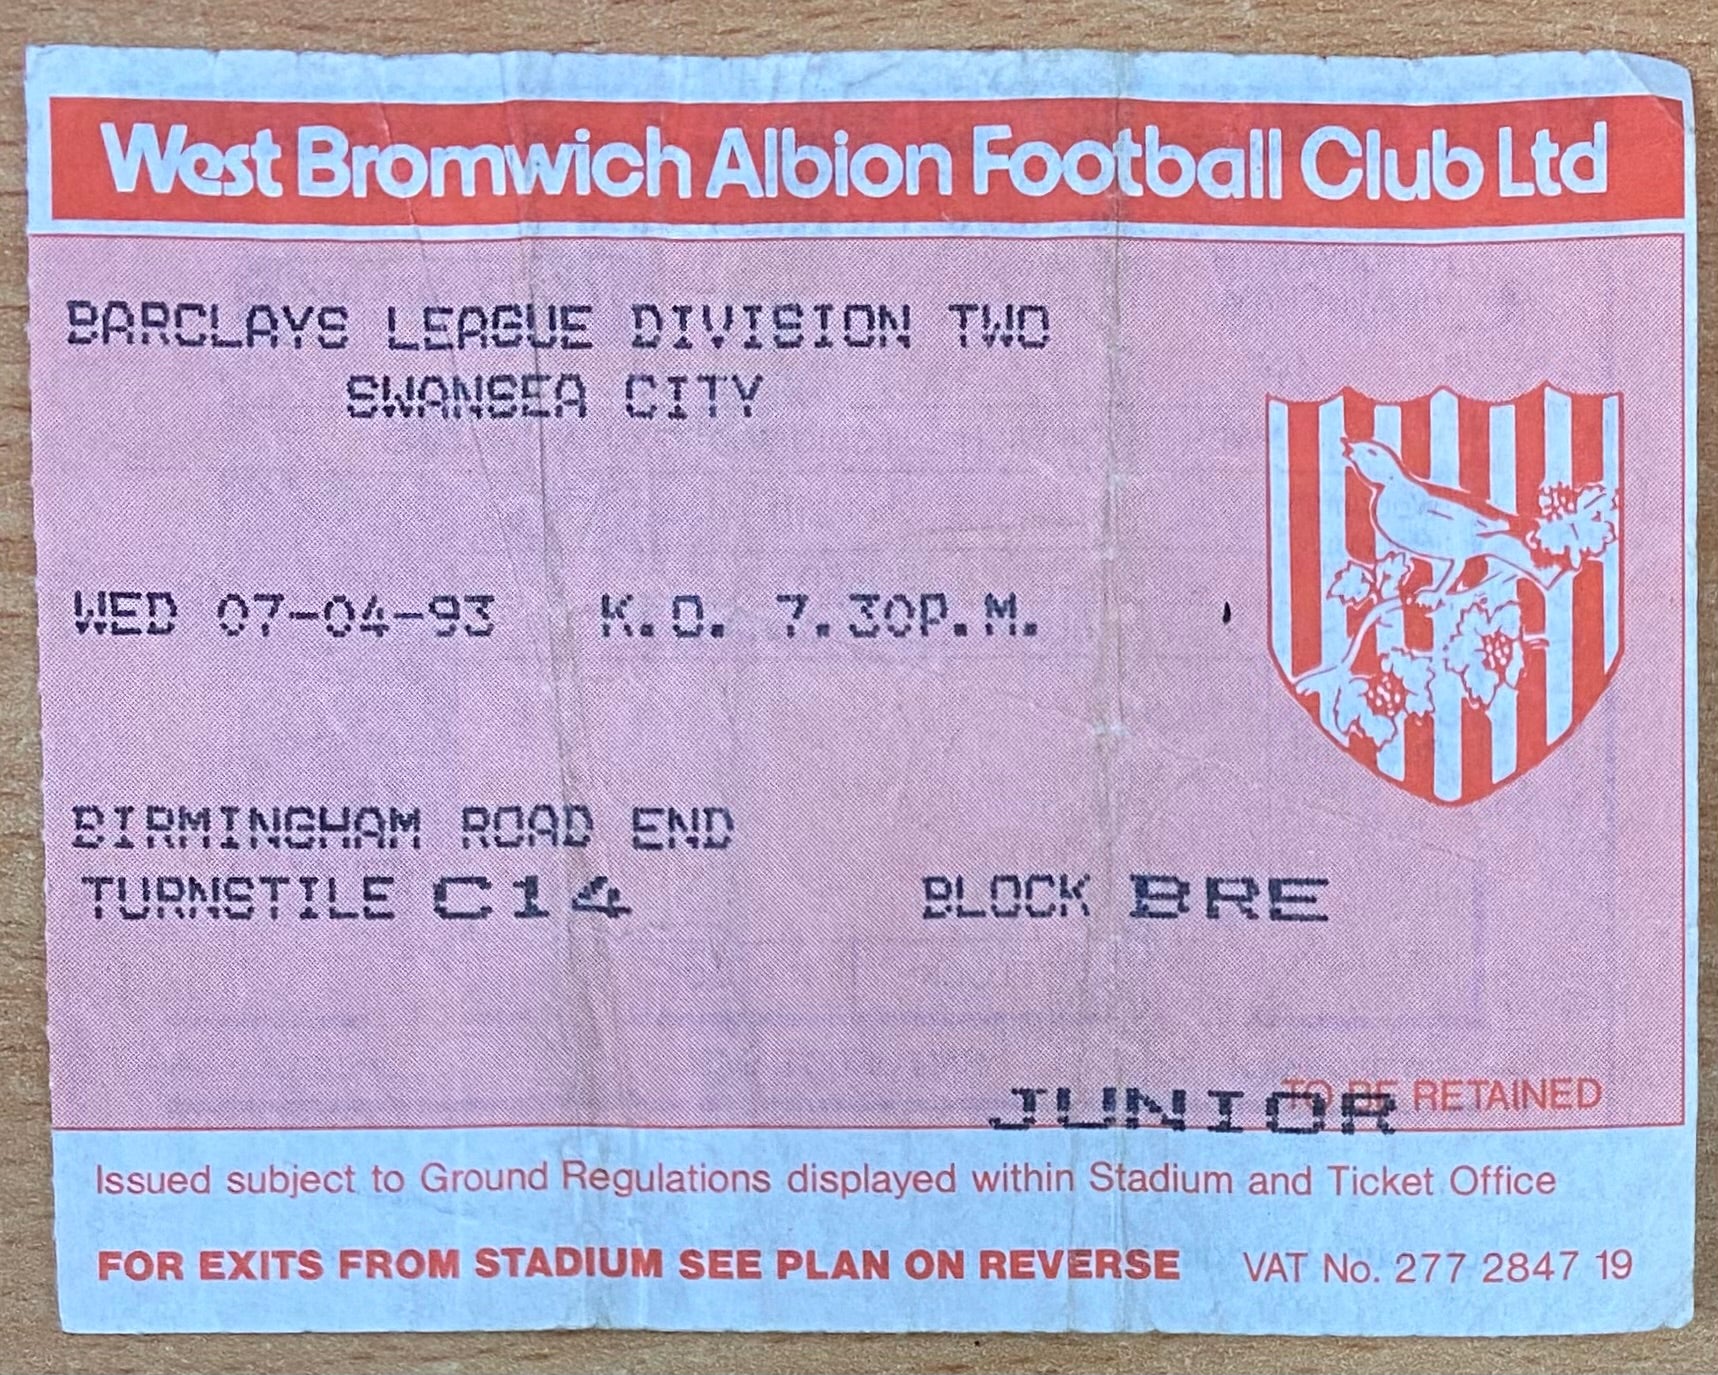 West Bromwich Albion Football Club Ltd
BARCLAYS LEAGUE DIVISION TWO
SWANSEA CITY
WED 07-04-93 K.O. 7.30P.M.
BIRMINGHAM ROAD END
TURNSTILE C14 BLOCK BRE
TO BE RETAINED
JUNIOR
Issued subject to Ground Regulations displayed within Stadium and Ticket Office
FOR EXITS FROM STADIUM SEE PLAN ON REVERSE VAT No. 277 2847 19